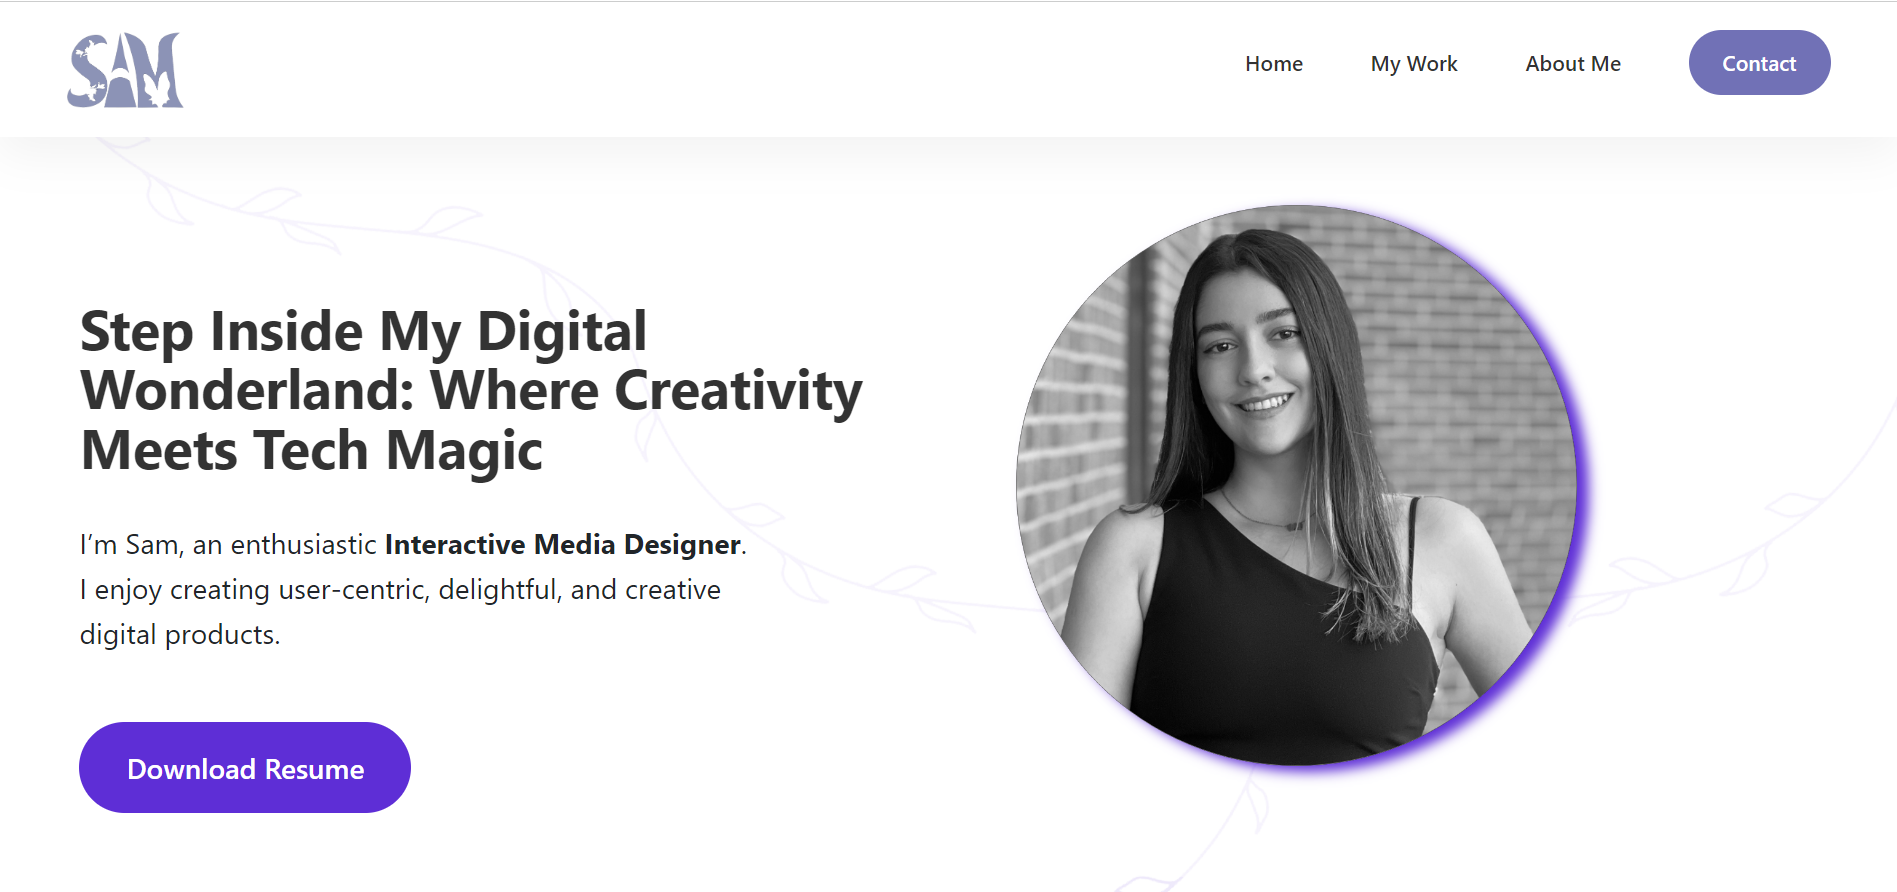 SAM
Home
My Work
About Me
Contact
Step Inside My Digital
Wonderland: Where Creativity
Meets Tech Magic
I’m Sam, an enthusiastic Interactive Media Designer.
I enjoy creating user-centric, delightful, and creative
digital products.
Download Resume